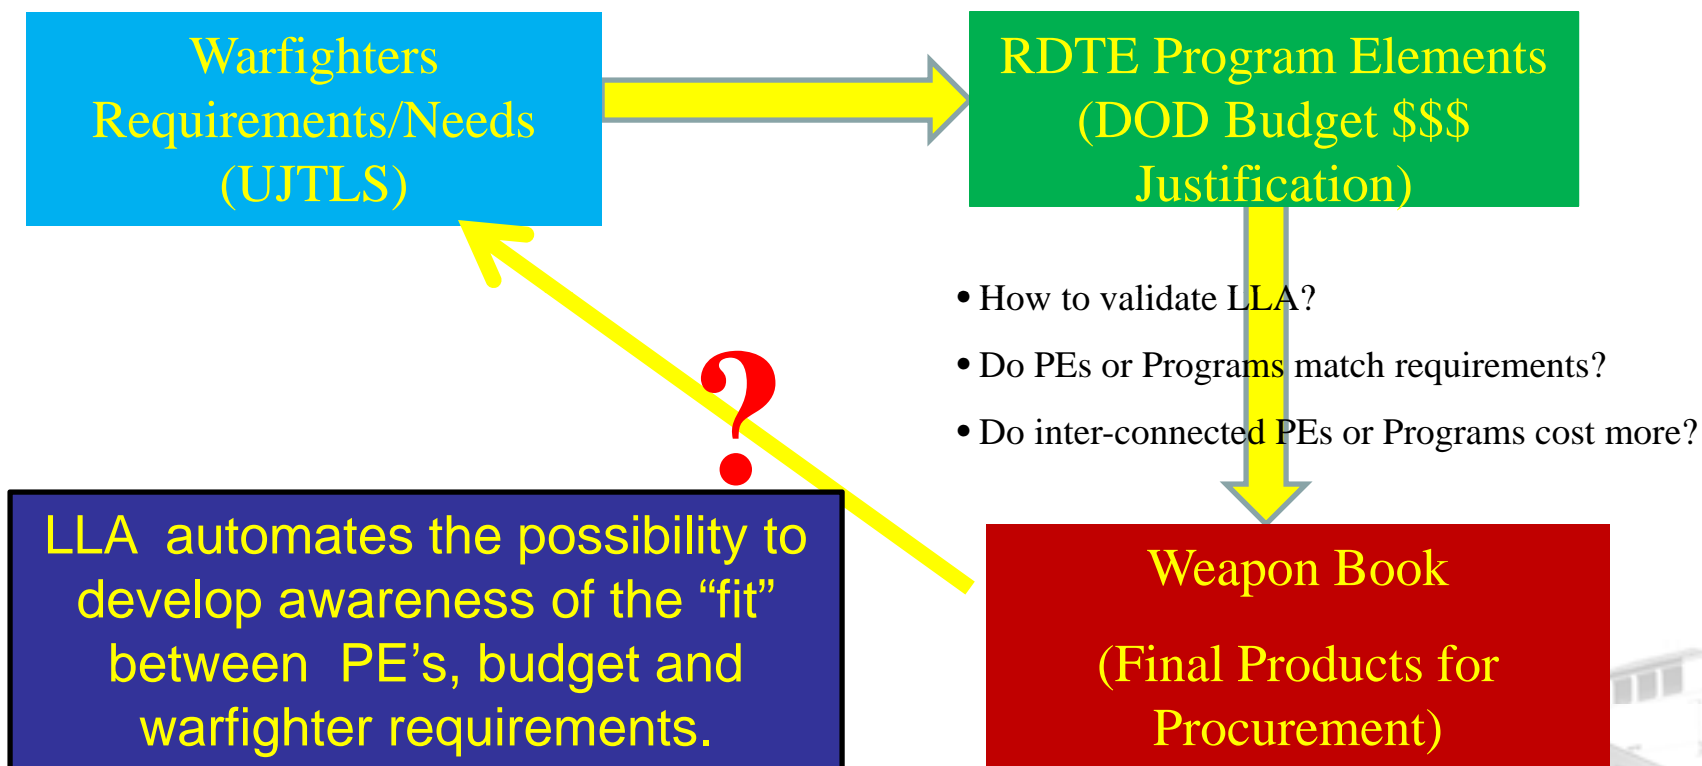 Warfighters
Requirements/Needs
(UJTLS)
RDTE Program Elements
(DOD Budget $$$
Justification)
• How to validate LLA?
• Do PEs or Programs match requirements?
• Do inter-connected PEs or Programs cost more?
?
LLA automates the possibility to
develop awareness of the “fit”
between PE’s, budget and
warfighter requirements.
Weapon Book
(Final Products for
Procurement)